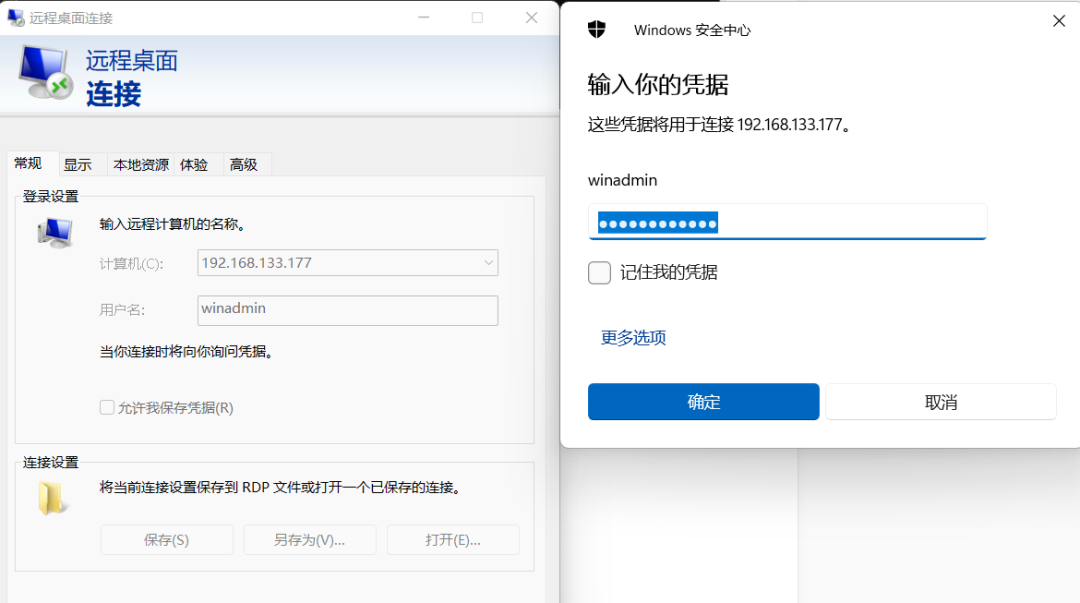 远程桌面连接
远程桌面
连接
常规 显示 本地资源 体验 高级
登录设置
输入远程计算机的名称。
计算机(C): 192.168.133.177
用户名: winadmin
当你连接时将向你询问凭据。
允许我保存凭据(R)
连接设置
将当前连接设置保存到 RDP 文件或打开一个已保存的连接。
保存(S) 另存为(V)... 打开(E)...
Windows 安全中心
输入你的凭据
这些凭据将用于连接 192.168.133.177。
winadmin
●●●●●●●●●●●●
记住我的凭据
更多选项
确定 取消